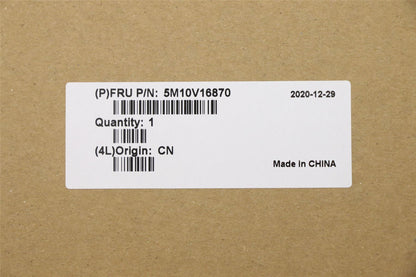 (P)FRU P/N: 5M10V16870
2020-12-29
Quantity: 1
(4L)Origin: CN
Made in CHINA